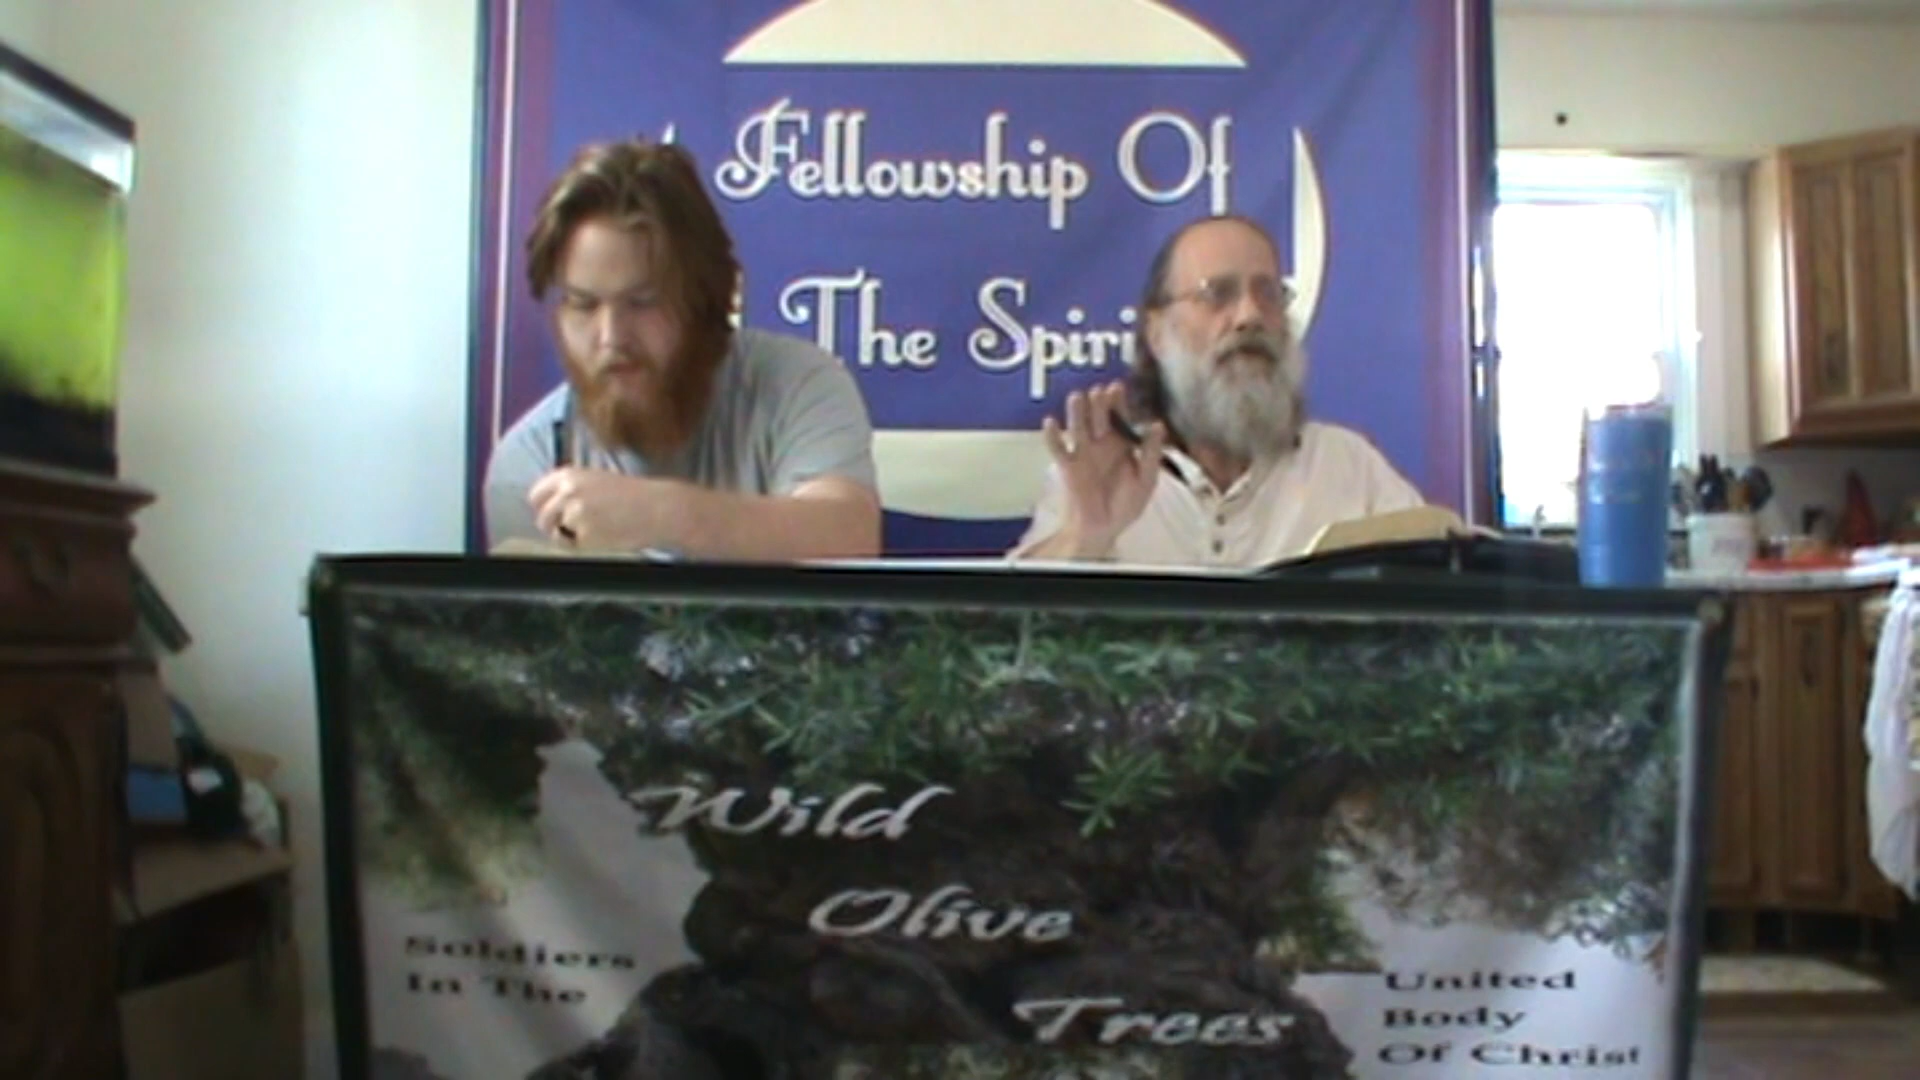 Fellowship Of
The Spiri
Wild
Olive
Trees
Soldiers
In The
United
Body
Of Christ